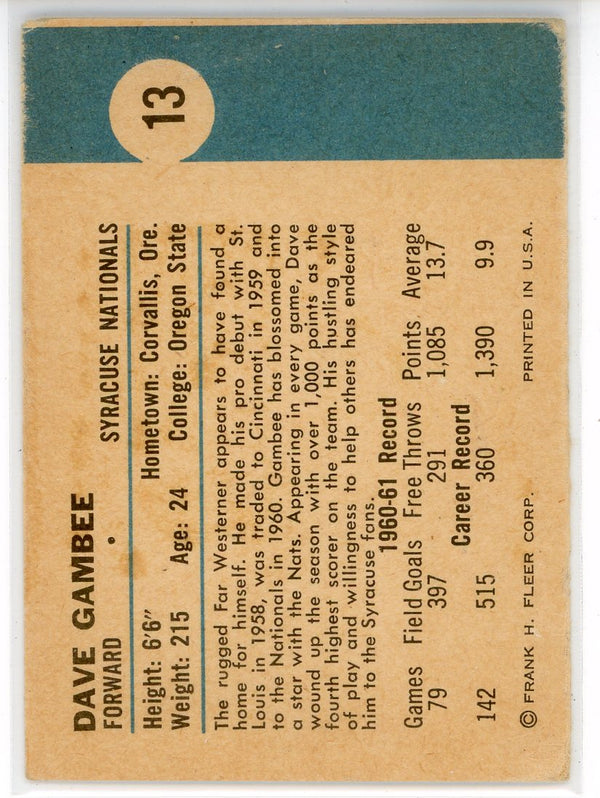 13
DAVE GAMBEE
FORWARD • SYRACUSE NATIONALS
Height: 6'6" Hometown: Corvallis, Ore.
Weight: 215 Age: 24 College: Oregon State
The rugged Far Westerner appears to have found a
home for himself. He made his pro debut with St.
Louis in 1958, was traded to Cincinnati in 1959 and
to the Nationals in 1960. Gambee has blossomed into
a star with the Nats. Appearing in every game, Dave
wound up the season with over 1,000 points as the
fourth highest scorer on the team. His hustling style
of play and willingness to help others has endeared
him to the Syracuse fans.
1960-61 Record
Games Field Goals Free Throws Points Average
79 397 291 1,085 13.7
Career Record
142 515 360 1,390 9.9
© FRANK H. FLEER CORP. PRINTED IN U.S.A.